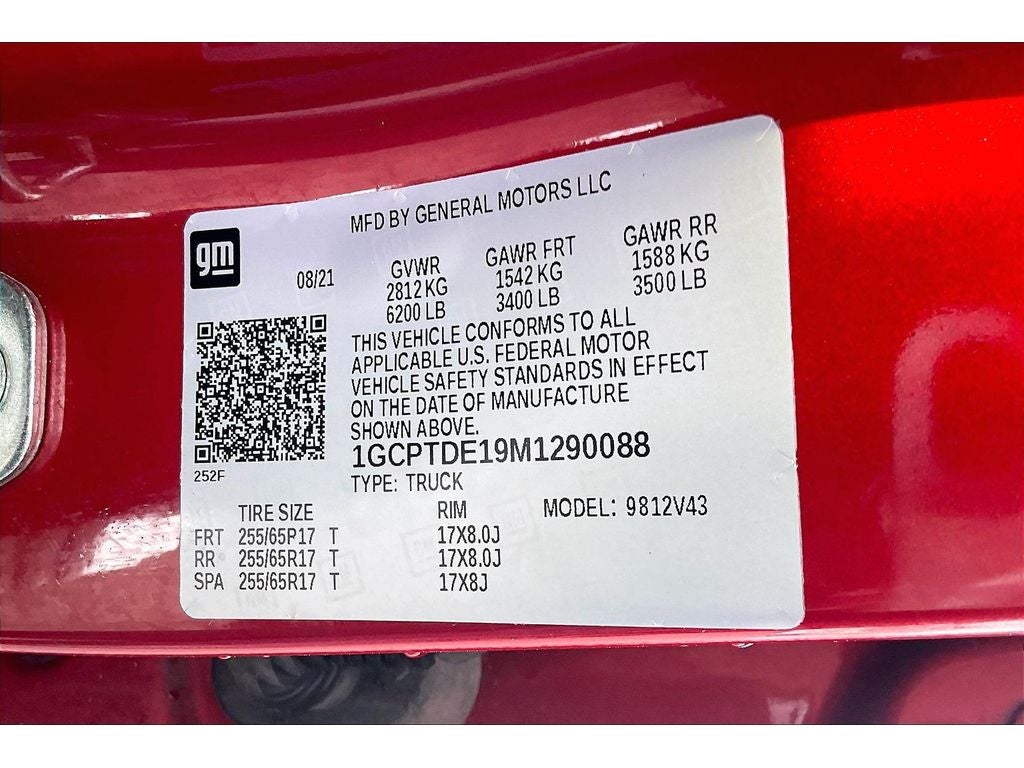 MFD BY GENERAL MOTORS LLC
gm
08/21
GVWR GAWR FRT GAWR RR
2812 KG 1542 KG 1588 KG
6200 LB 3400 LB 3500 LB
THIS VEHICLE CONFORMS TO ALL
APPLICABLE U.S. FEDERAL MOTOR
VEHICLE SAFETY STANDARDS IN EFFECT
ON THE DATE OF MANUFACTURE
SHOWN ABOVE.
1GCPTDE19M1290088
252F
TYPE: TRUCK
TIRE SIZE RIM MODEL: 9812V43
FRT 255/65P17 T 17X8.0J
RR 255/65R17 T 17X8.0J
SPA 255/65R17 T 17X8J